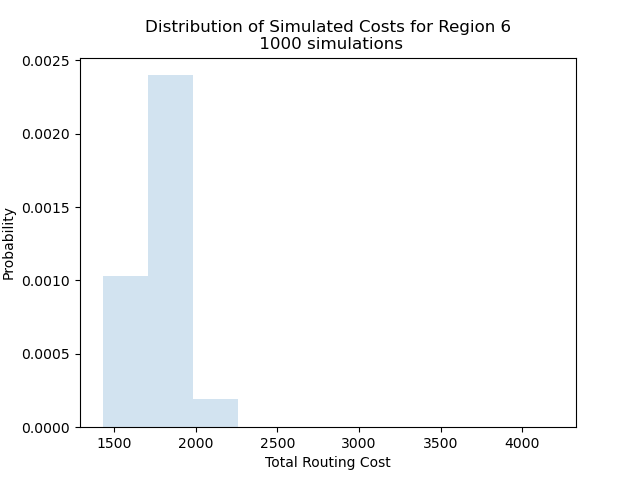 Distribution of Simulated Costs for Region 6
1000 simulations
0.0025
0.0020
0.0015
0.0010
0.0005
0.0000
Probability
1500 2000 2500 3000 3500 4000
Total Routing Cost